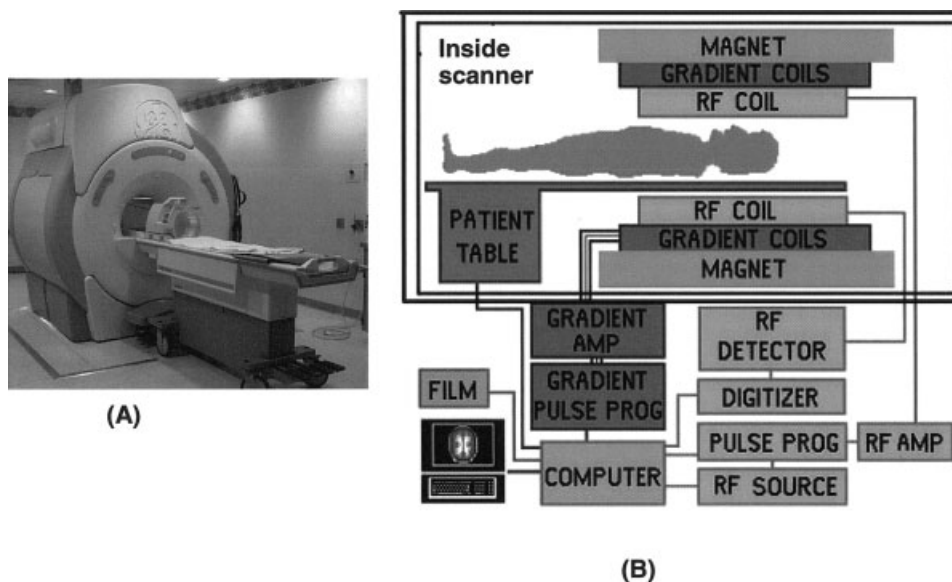 Inside
scanner
MAGNET
GRADIENT COILS
RF COIL
PATIENT
TABLE
RF COIL
GRADIENT COILS
MAGNET
GRADIENT
AMP
RF
DETECTOR
FILM
GRADIENT
PULSE PROG
DIGITIZER
COMPUTER
PULSE PROG
RF AMP
RF SOURCE
(A)
(B)